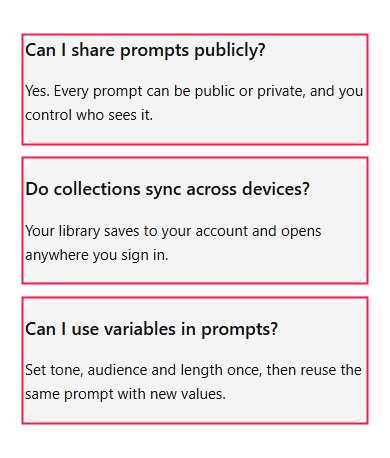 Can I share prompts publicly?
Yes. Every prompt can be public or private, and you
control who sees it.
Do collections sync across devices?
Your library saves to your account and opens
anywhere you sign in.
Can I use variables in prompts?
Set tone, audience and length once, then reuse the
same prompt with new values.